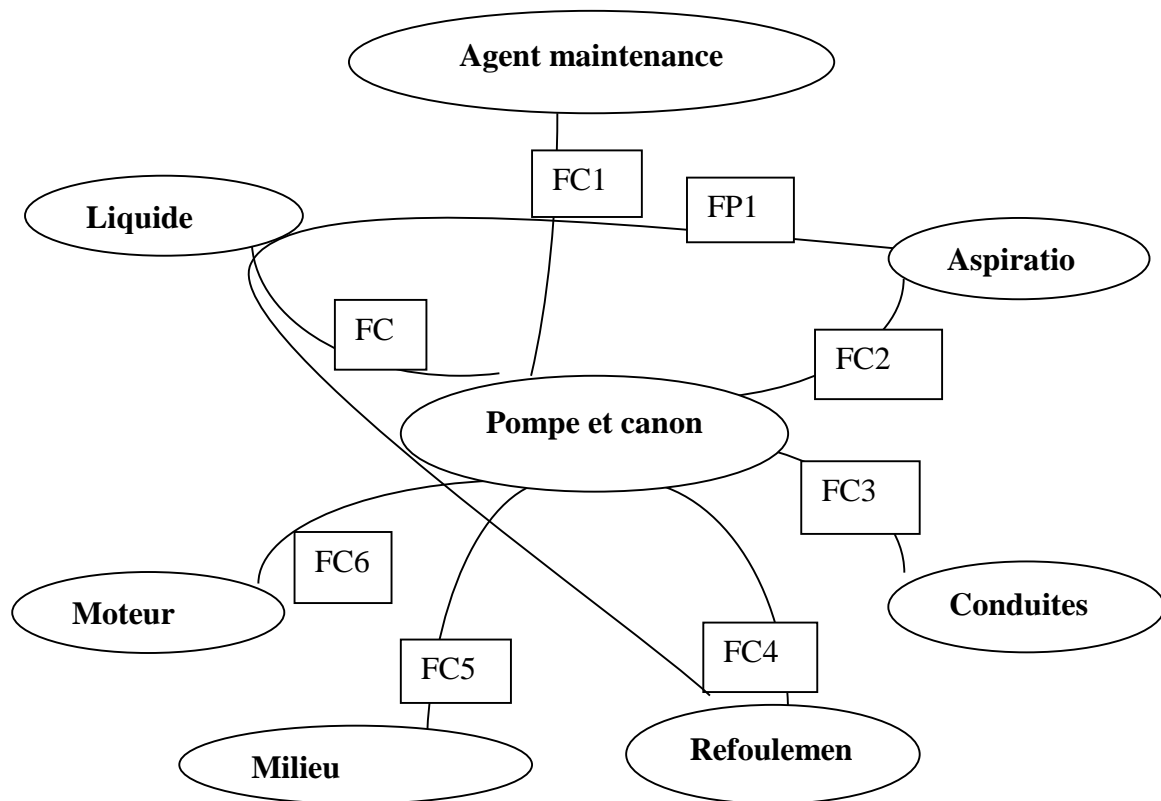 Agent maintenance
FC1
FP1
Liquide
Aspiratio
FC
FC2
Pompe et canon
FC3
FC6
Moteur
Conduites
FC5
FC4
Milieu
Refoulemen